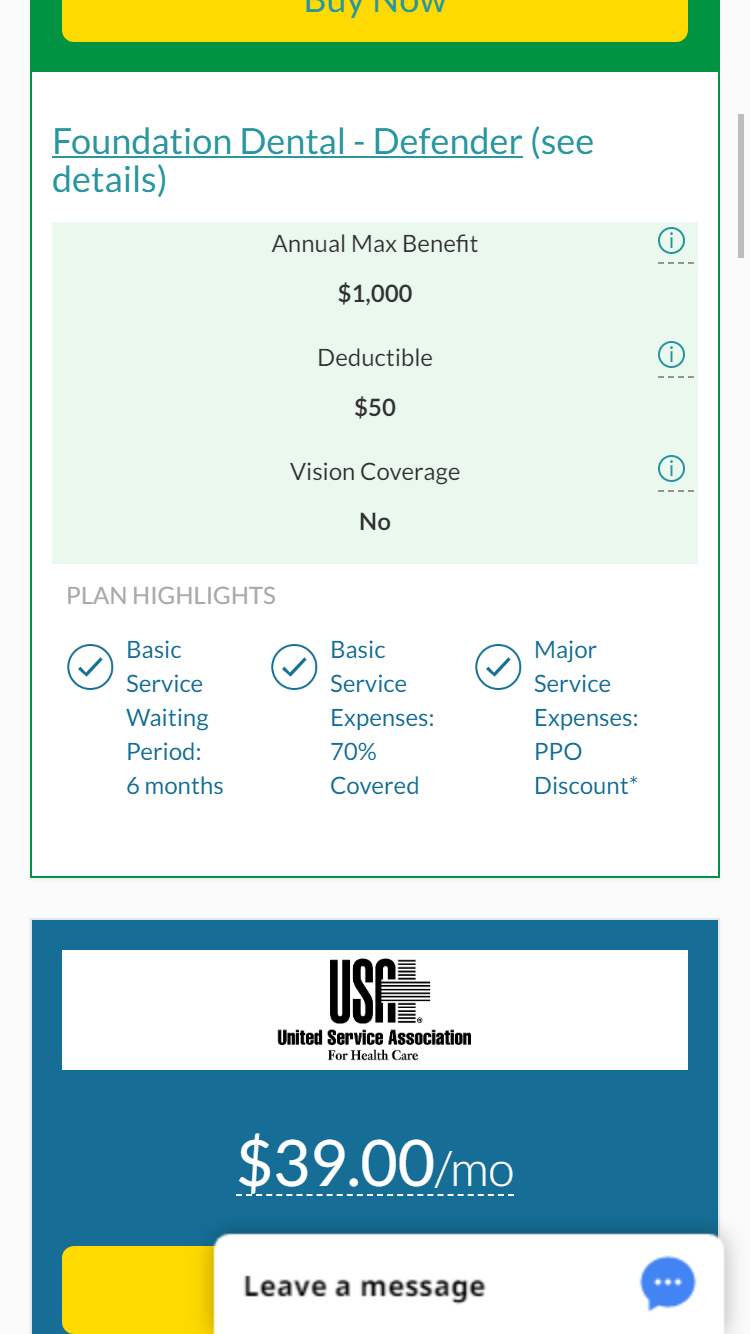 Buy Now
Foundation Dental - Defender (see
details)
Annual Max Benefit
$1,000
Deductible
$50
Vision Coverage
No
PLAN HIGHLIGHTS
Basic
Service
Waiting
Period:
6 months
Basic
Service
Expenses:
70%
Covered
Major
Service
Expenses:
PPO
Discount*
USA
United Service Association
For Health Care
$39.00/mo
Leave a message